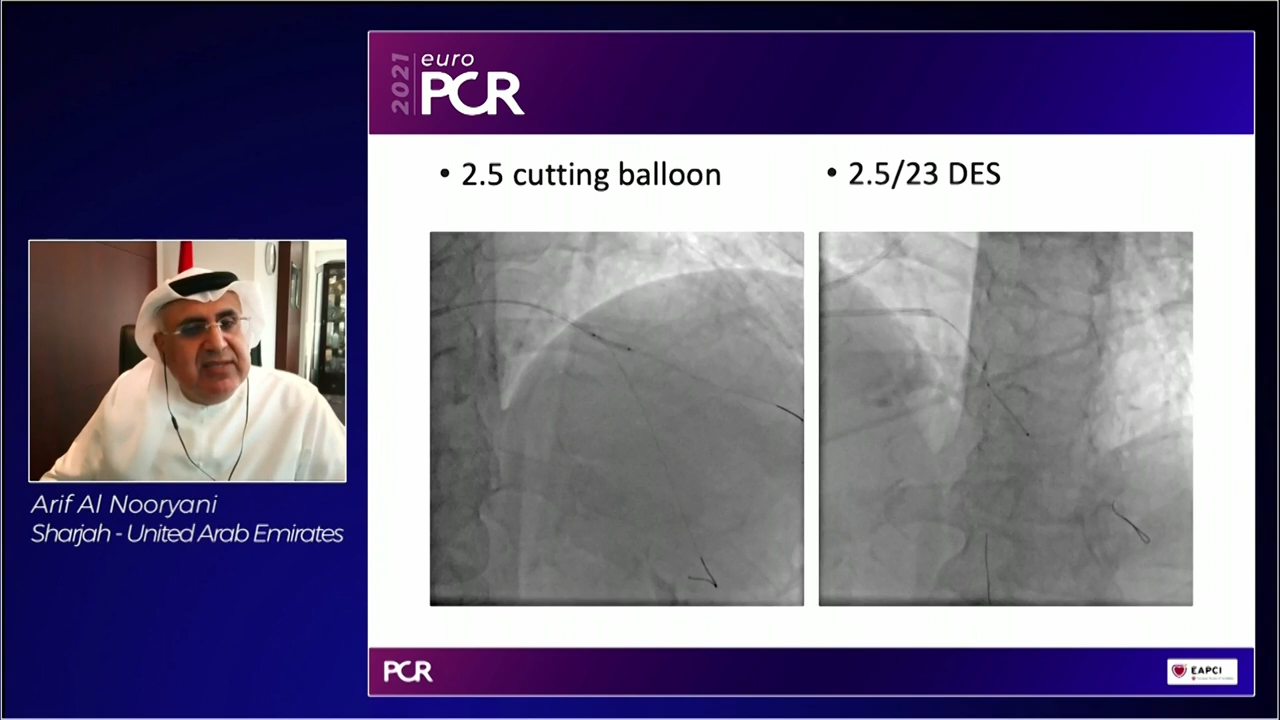 2021
euro
PCR
• 2.5 cutting balloon
• 2.5/23 DES
Arif Al Nooryani
Sharjah - United Arab Emirates
PCR
EAPCI